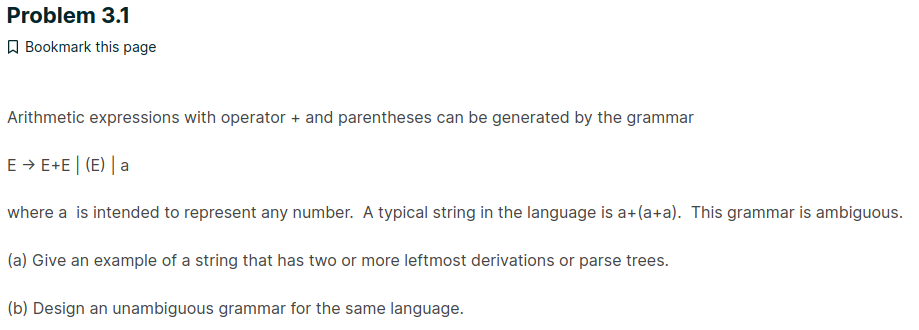 Problem 3.1
Bookmark this page
Arithmetic expressions with operator + and parentheses can be generated by the grammar
E → E+E | (E) | a
where a  is intended to represent any number.  A typical string in the language is a+(a+a).  This grammar is ambiguous.
(a) Give an example of a string that has two or more leftmost derivations or parse trees.
(b) Design an unambiguous grammar for the same language.